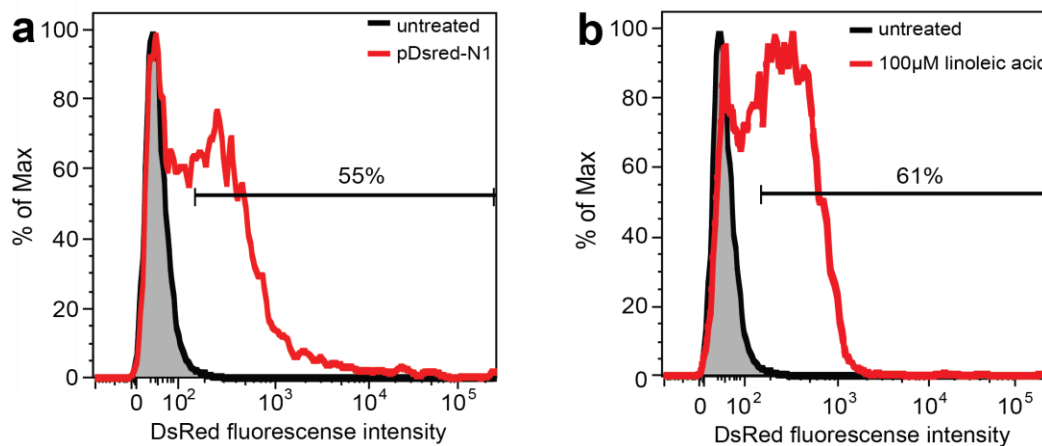 a
untreated
pDsred-N1
100
80
60
40
20
0
% of Max
55%
0 10² 10³ 10⁴ 10⁵
DsRed fluorescense intensity
b
untreated
100µM linoleic acid
100
80
60
40
20
0
% of Max
61%
0 10² 10³ 10⁴ 10⁵
DsRed fluorescense intensity